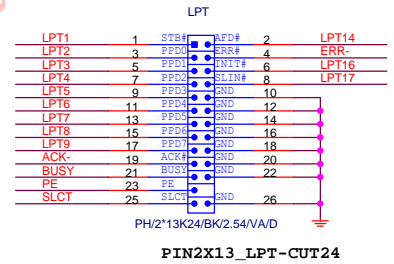 LPT
LPT1 1 STB# AFD# 2 LPT14
LPT2 3 PPD0 ERR# 4 ERR-
LPT3 5 PPD1 INIT# 6 LPT16
LPT4 7 PPD2 SLIN# 8 LPT17
LPT5 9 PPD3 GND 10
LPT6 11 PPD4 GND 12
LPT7 13 PPD5 GND 14
LPT8 15 PPD6 GND 16
LPT9 17 PPD7 GND 18
ACK- 19 ACK# GND 20
BUSY 21 BUSY GND 22
PE 23 PE
SLCT 25 SLCT GND 26
PH/2*13K24/BK/2.54/VA/D
PIN2X13_LPT-CUT24